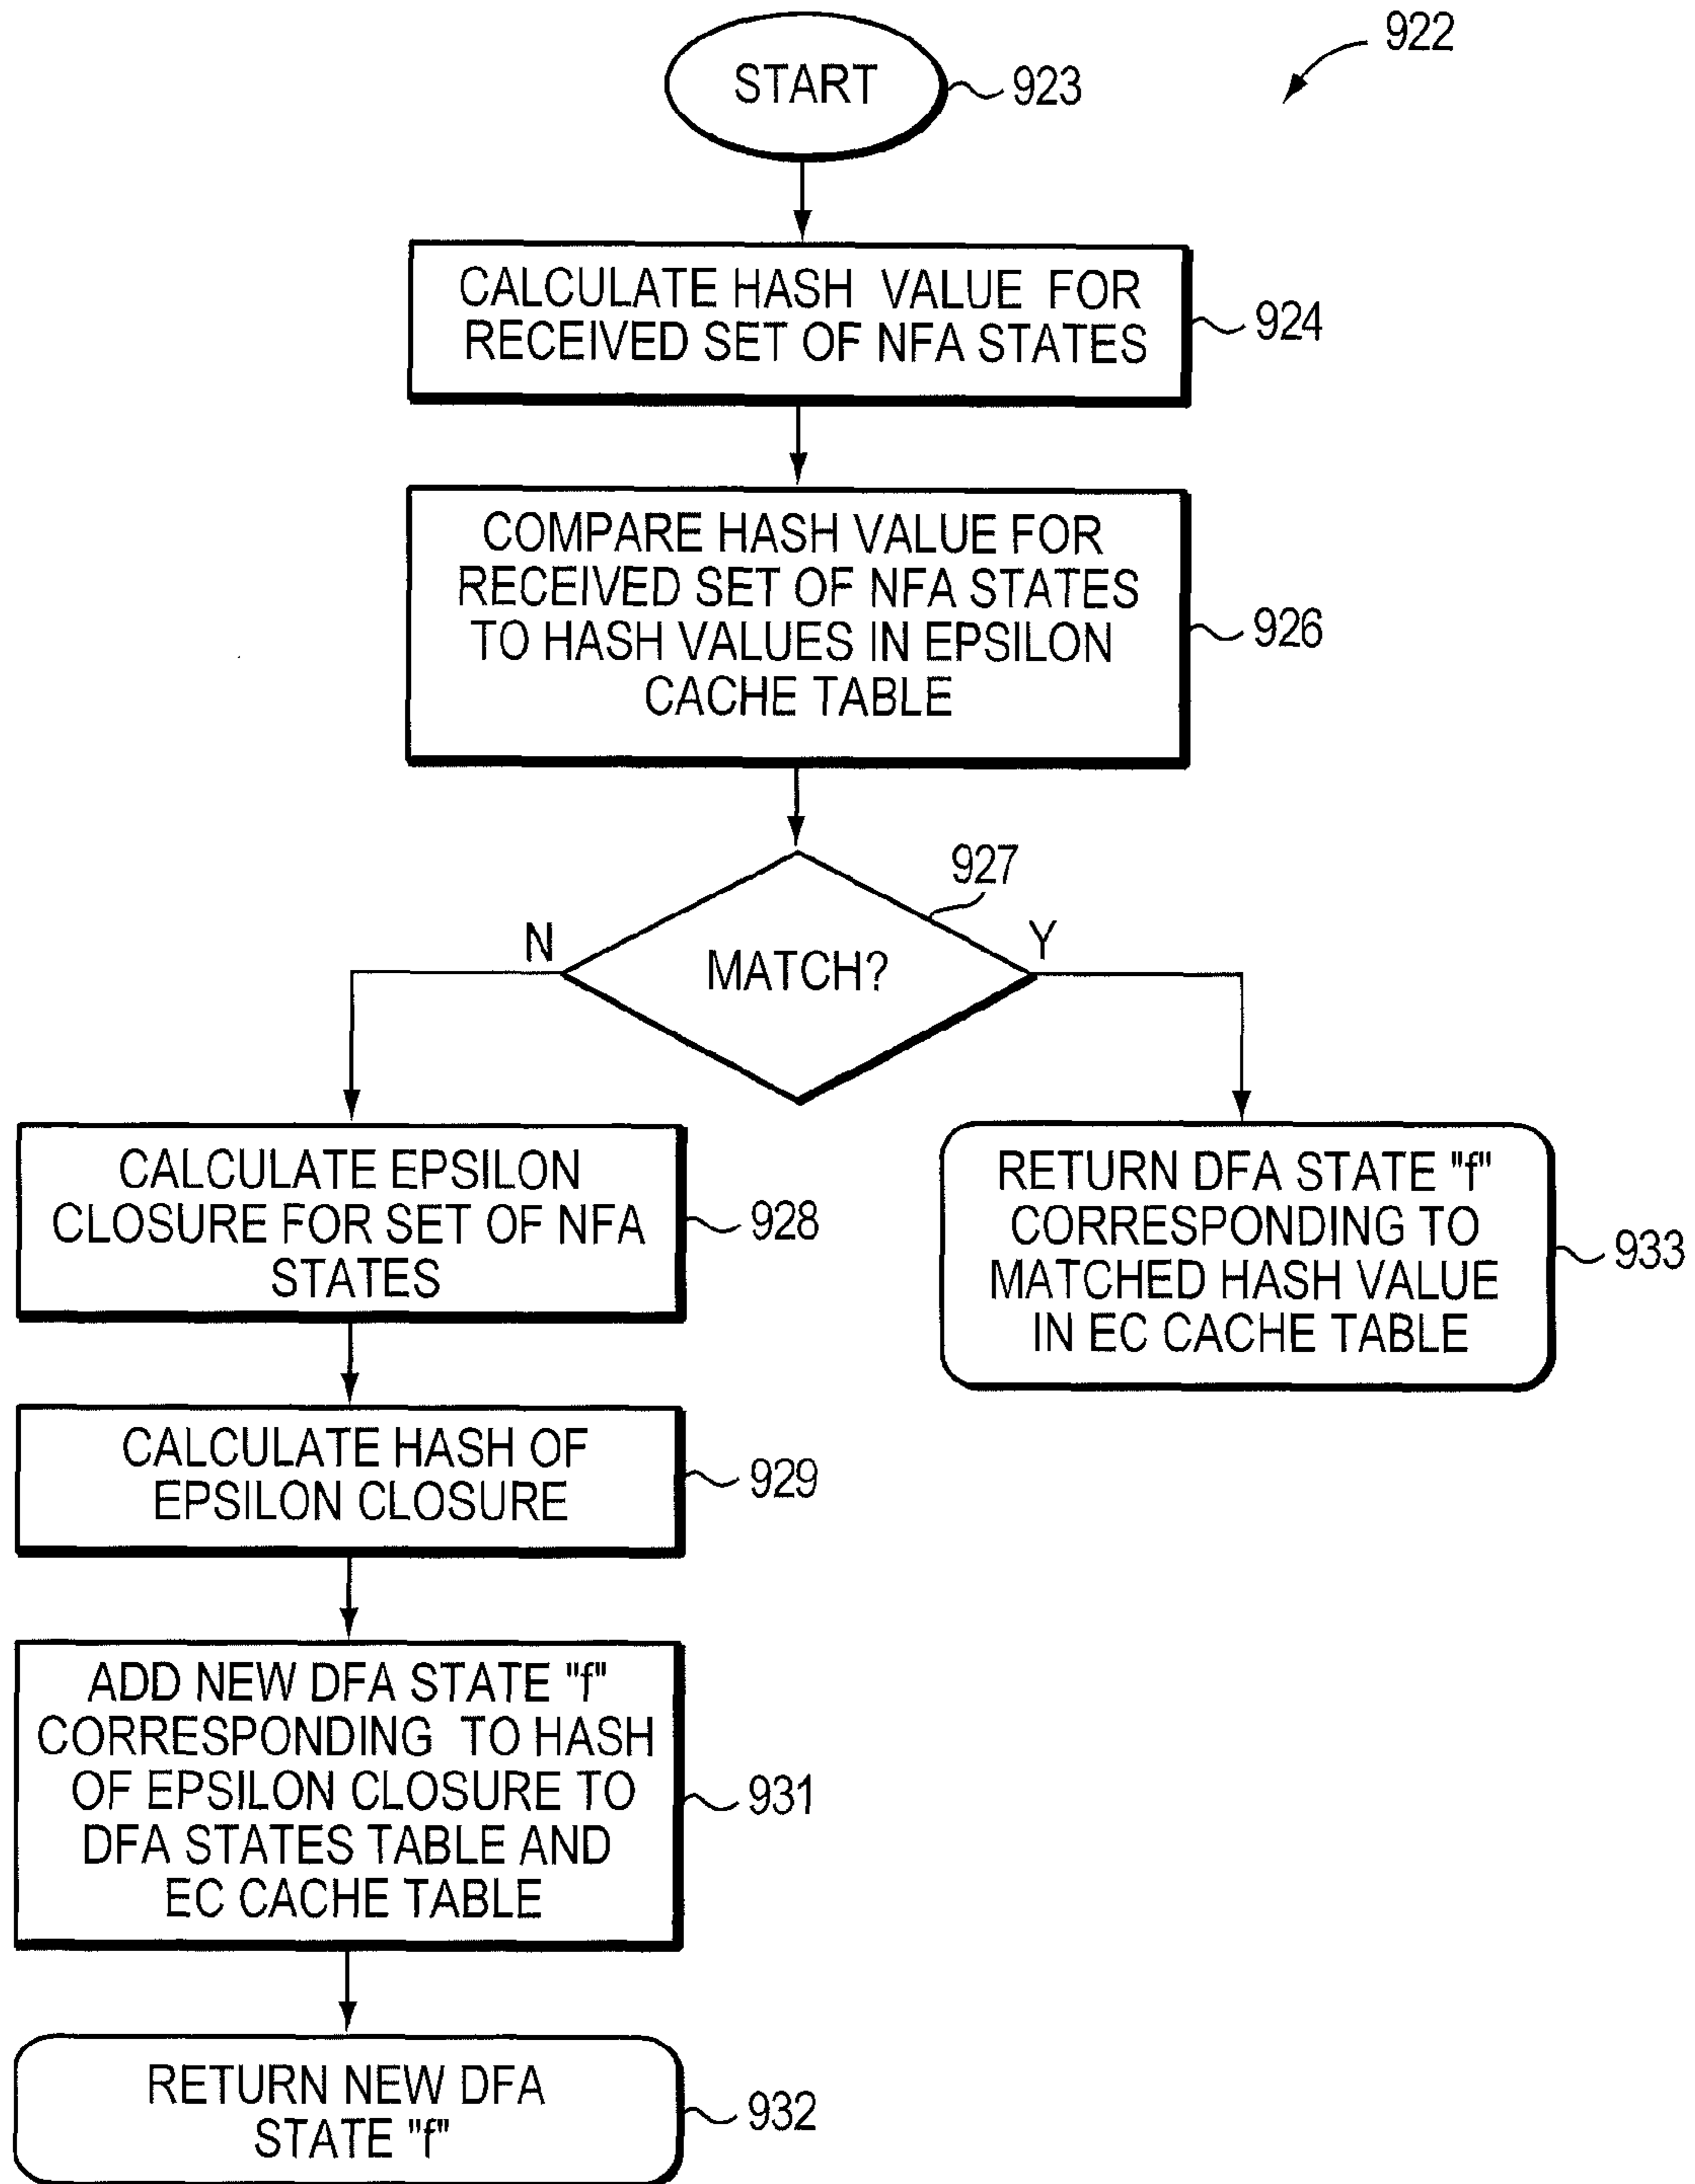 922
START
923
CALCULATE HASH VALUE FOR
RECEIVED SET OF NFA STATES
924
COMPARE HASH VALUE FOR
RECEIVED SET OF NFA STATES
TO HASH VALUES IN EPSILON
CACHE TABLE
926
927
N
MATCH?
Y
CALCULATE EPSILON
CLOSURE FOR SET OF NFA
STATES
928
RETURN DFA STATE "f"
CORRESPONDING TO
MATCHED HASH VALUE
IN EC CACHE TABLE
933
CALCULATE HASH OF
EPSILON CLOSURE
929
ADD NEW DFA STATE "f"
CORRESPONDING TO HASH
OF EPSILON CLOSURE TO
DFA STATES TABLE AND
EC CACHE TABLE
931
RETURN NEW DFA
STATE "f"
932